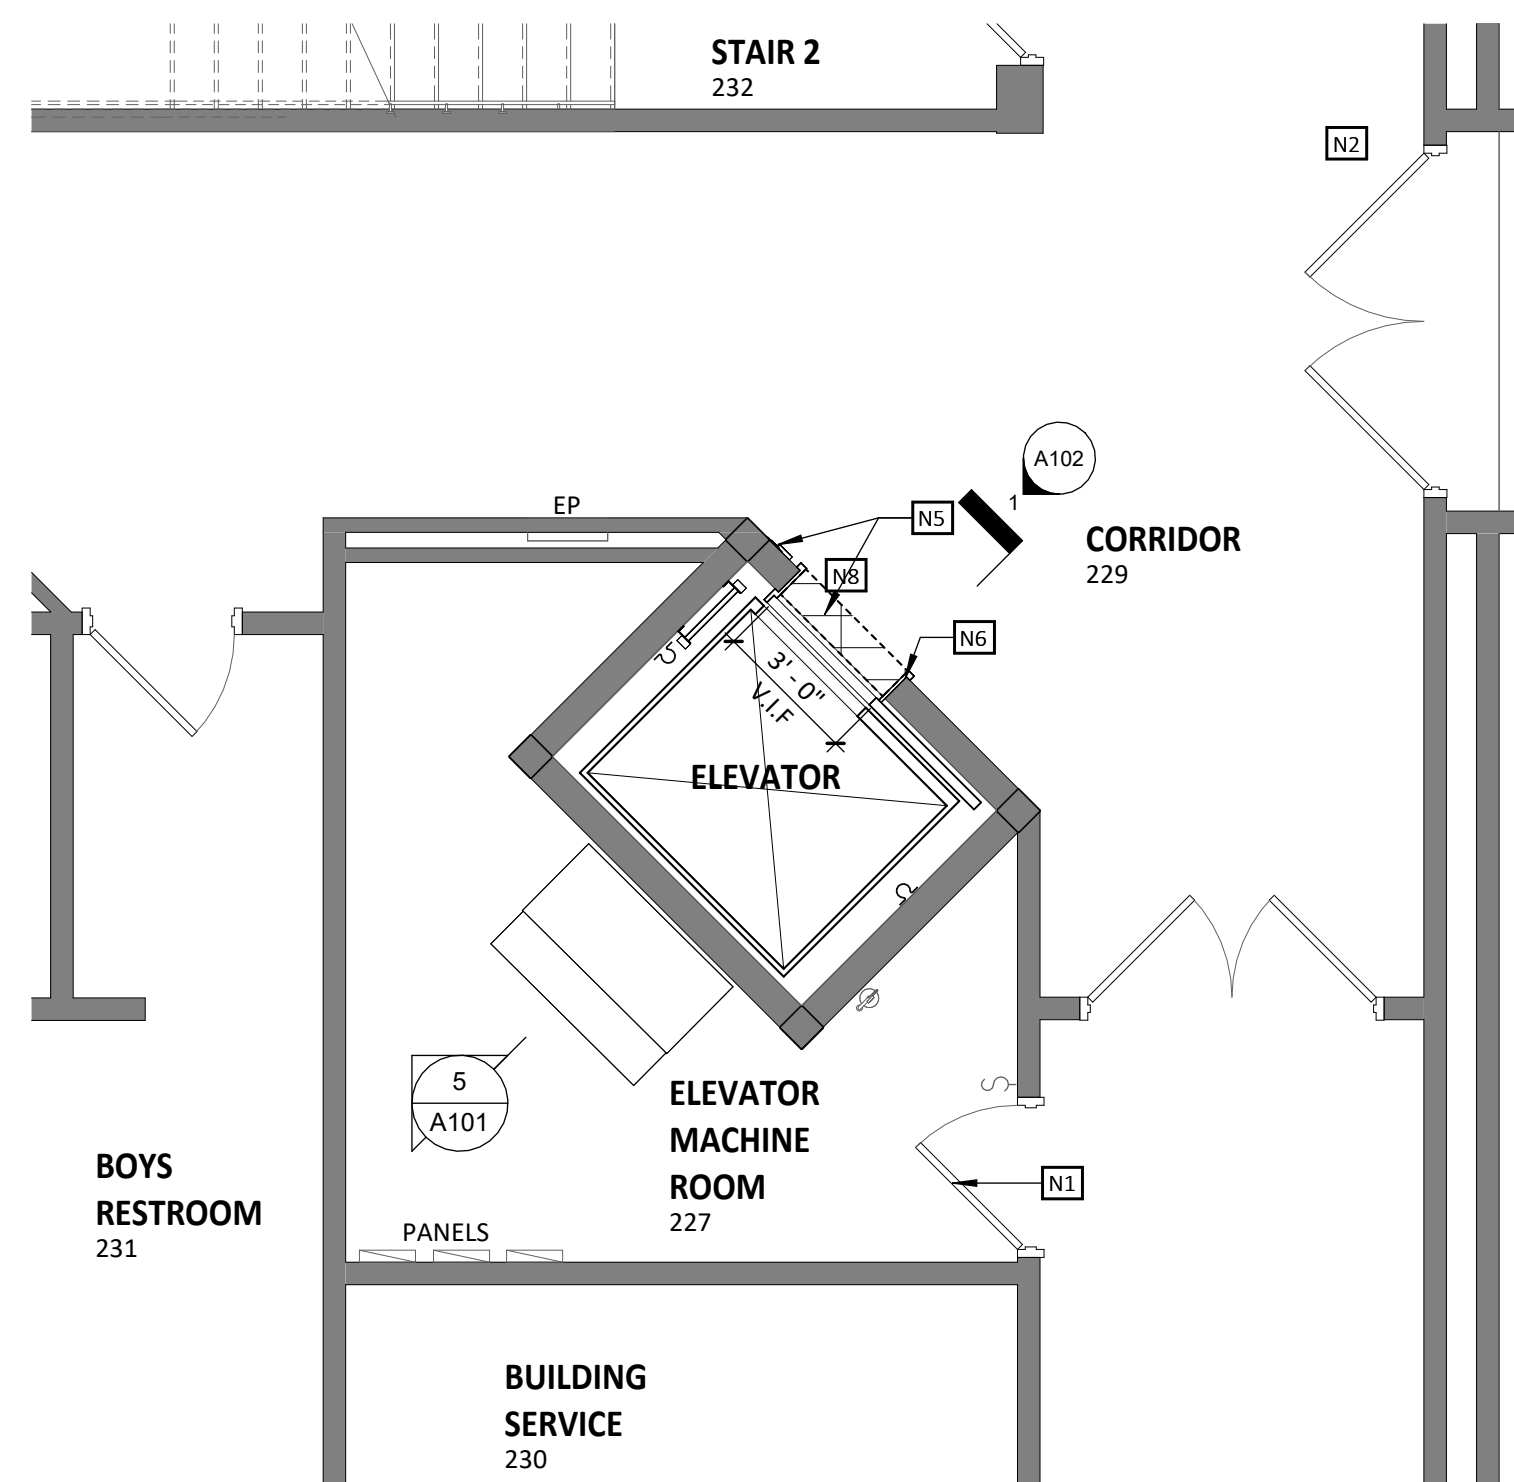 STAIR 2
232
N2
A102
1
EP
N5
CORRIDOR
229
N8
N6
3' - 0"
V.I.F
ELEVATOR
5
A101
ELEVATOR
MACHINE
ROOM
227
S
N1
BOYS
RESTROOM
231
PANELS
BUILDING
SERVICE
230